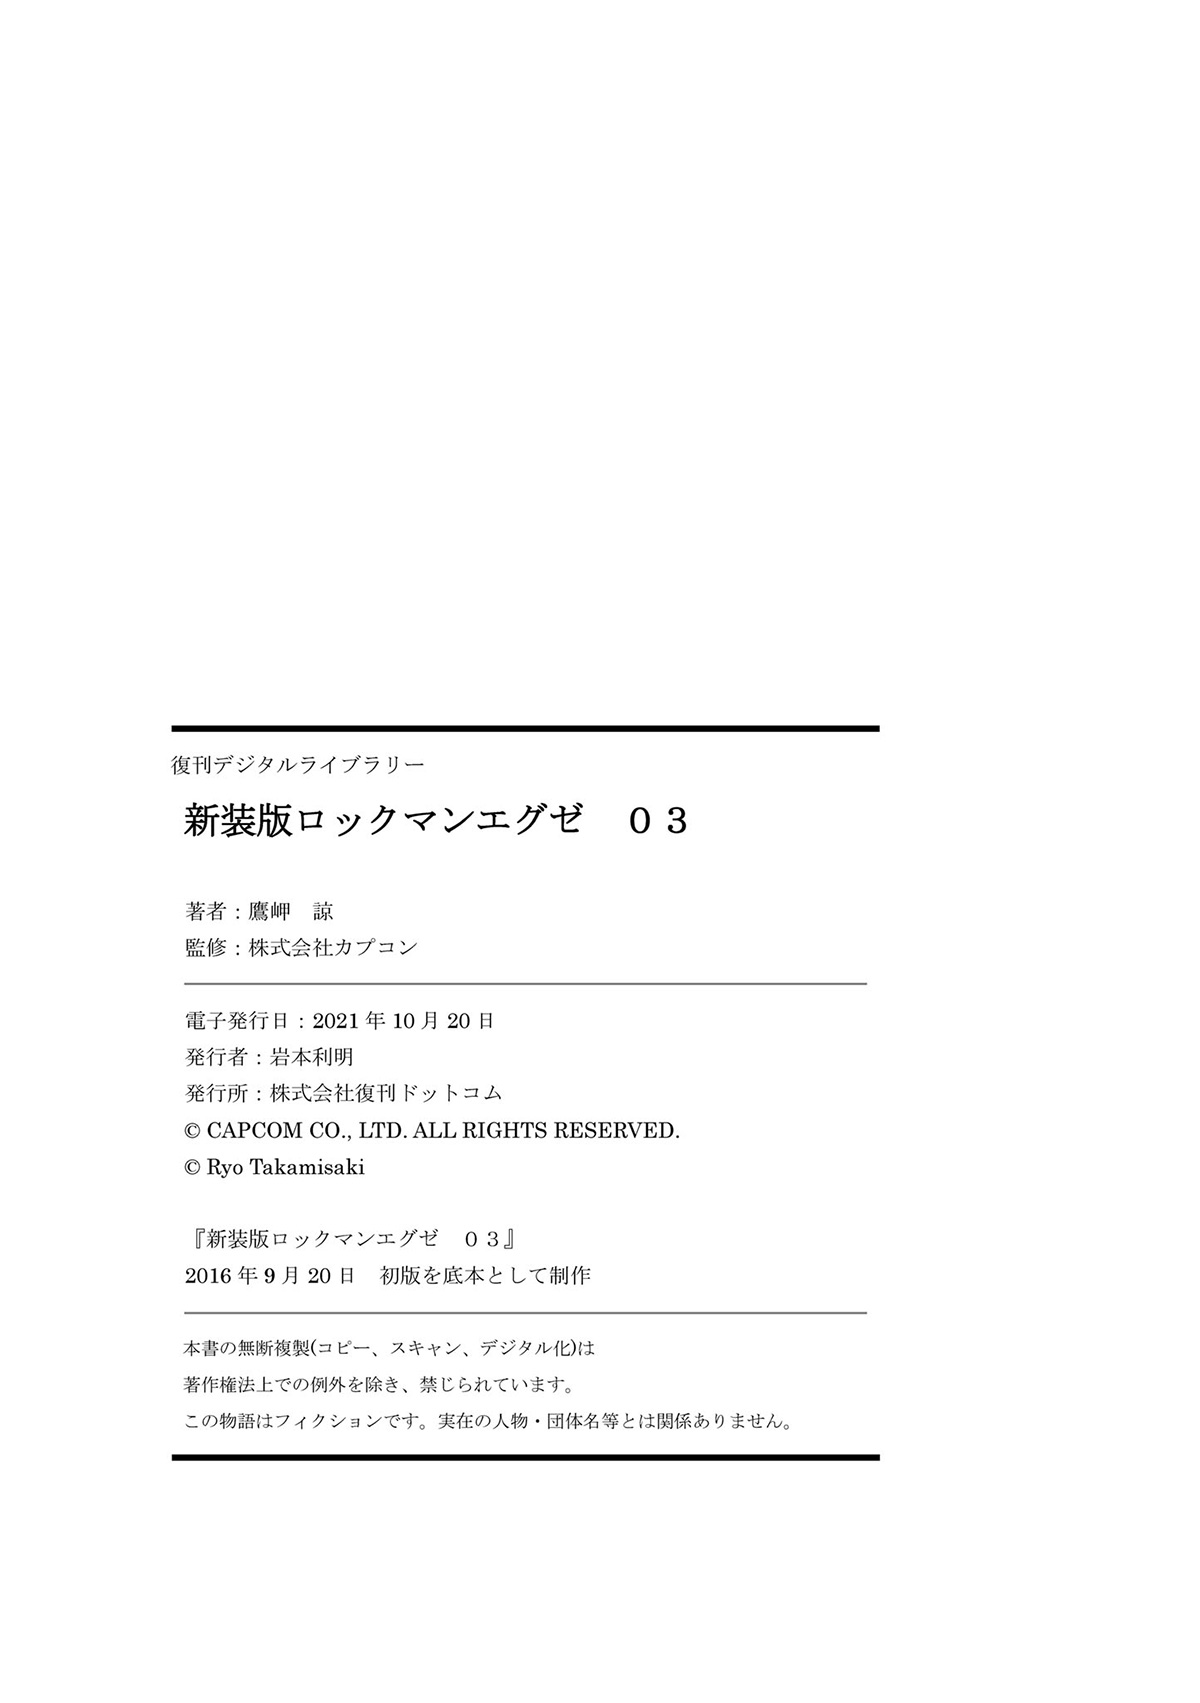 復刊デジタルライブラリー
新装版ロックマンエグゼ　０３
著者：鷹岬　諒
監修：株式会社カプコン
電子発行日：2021 年 10 月 20 日
発行者：岩本利明
発行所：株式会社復刊ドットコム
© CAPCOM CO., LTD. ALL RIGHTS RESERVED.
© Ryo Takamisaki
『新装版ロックマンエグゼ　０３』
2016 年 9 月 20 日　初版を底本として制作
本書の無断複製(コピー、スキャン、デジタル化)は
著作権法上での例外を除き、禁じられています。
この物語はフィクションです。実在の人物・団体名等とは関係ありません。